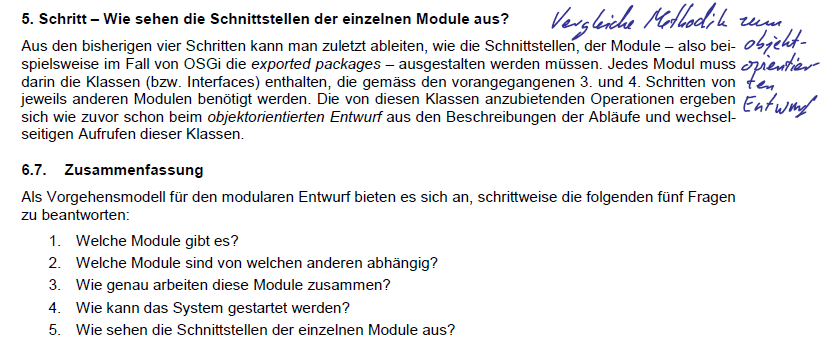 5. Schritt – Wie sehen die Schnittstellen der einzelnen Module aus?
Aus den bisherigen vier Schritten kann man zuletzt ableiten, wie die Schnittstellen, der Module – also bei-
spielsweise im Fall von OSGi die exported packages – ausgestalten werden müssen. Jedes Modul muss
darin die Klassen (bzw. Interfaces) enthalten, die gemäss den vorangegangenen 3. und 4. Schritten von
jeweils anderen Modulen benötigt werden. Die von diesen Klassen anzubietenden Operationen ergeben
sich wie zuvor schon beim objektorientierten Entwurf aus den Beschreibungen der Abläufe und wechsel-
seitigen Aufrufen dieser Klassen.
Vergleiche Methodik zum
objekt-
orientier-
ten
Entwurf
6.7. Zusammenfassung
Als Vorgehensmodell für den modularen Entwurf bieten es sich an, schrittweise die folgenden fünf Fragen
zu beantworten:
1. Welche Module gibt es?
2. Welche Module sind von welchen anderen abhängig?
3. Wie genau arbeiten diese Module zusammen?
4. Wie kann das System gestartet werden?
5. Wie sehen die Schnittstellen der einzelnen Module aus?